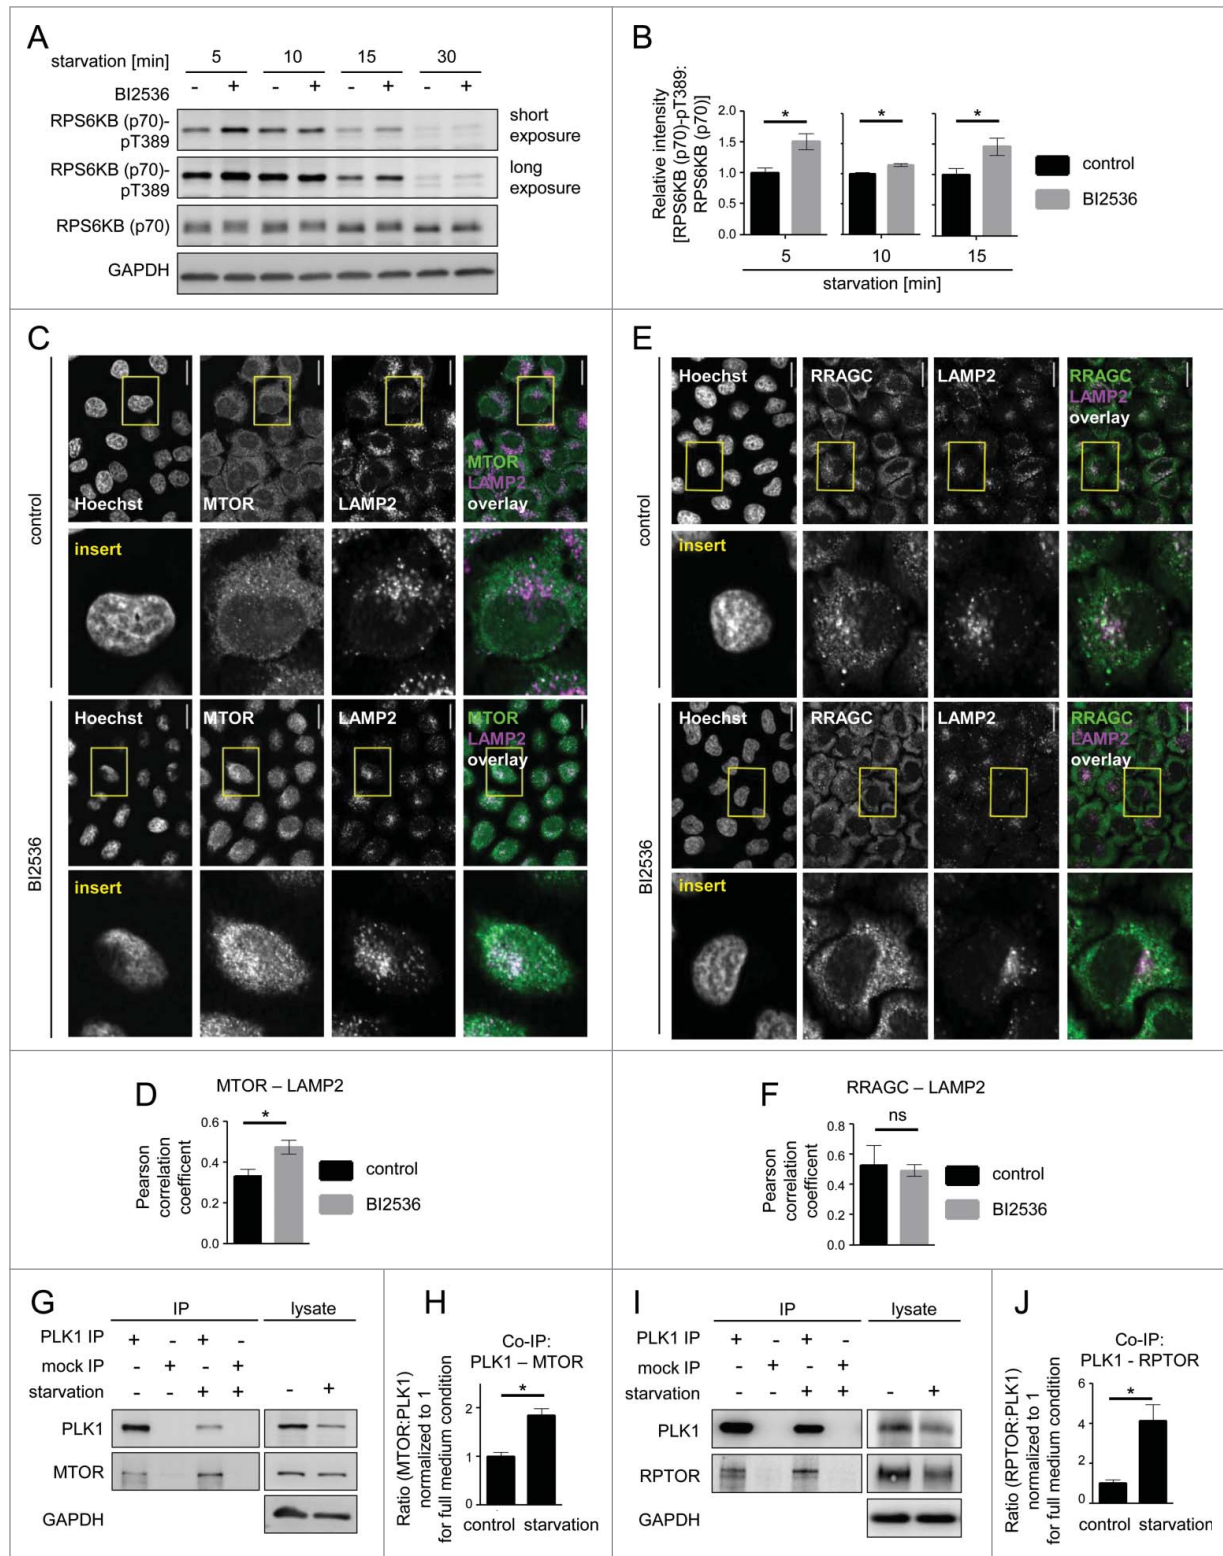 A
starvation [min] 5 10 15 30
BI2536 - + - + - + - +
RPS6KB (p70)-
pT389
short
exposure
RPS6KB (p70)-
pT389
long
exposure
RPS6KB (p70)
GAPDH
B
Relative intensity
[RPS6KB (p70)-pT389:
RPS6KB (p70)]
2.0
1.5
1.0
0.5
0.0
* * *
5 10 15
starvation [min]
control
BI2536
C
control
Hoechst MTOR LAMP2 MTOR
LAMP2
overlay
insert
BI2536
Hoechst MTOR LAMP2 MTOR
LAMP2
overlay
insert
E
control
Hoechst RRAGC LAMP2 RRAGC
LAMP2
overlay
insert
BI2536
Hoechst RRAGC LAMP2 RRAGC
LAMP2
overlay
insert
D
MTOR – LAMP2
Pearson
correlation
coefficent
0.6
0.4
0.2
0.0
*
control
BI2536
F
RRAGC – LAMP2
Pearson
correlation
coefficent
0.8
0.6
0.4
0.2
0.0
ns
control
BI2536
G
IP lysate
PLK1 IP + - + -
mock IP - + - +
starvation - - + + - +
PLK1
MTOR
GAPDH
H
Co-IP:
PLK1 – MTOR
Ratio (MTOR:PLK1)
normalized to 1
for full medium condition
2
1
0
*
control starvation
I
IP lysate
PLK1 IP + - + -
mock IP - + - +
starvation - - + + - +
PLK1
RPTOR
GAPDH
J
Co-IP:
PLK1 - RPTOR
Ratio (RPTOR:PLK1)
normalized to 1
for full medium condition
6
4
2
0
*
control starvation